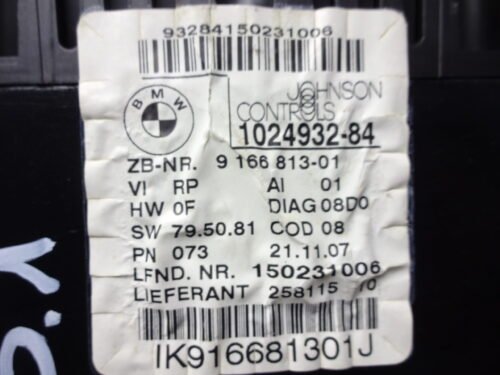 93284150231006
BMW
JOHNSON
CONTROLS
1024932-84
ZB-NR. 9 166 813-01
VI RP AI 01
HW 0F DIAG 08D0
SW 79.50.81 COD 08
PN 073 21.11.07
LFND. NR. 150231006
LIEFERANT 258115 10
IK916681301J